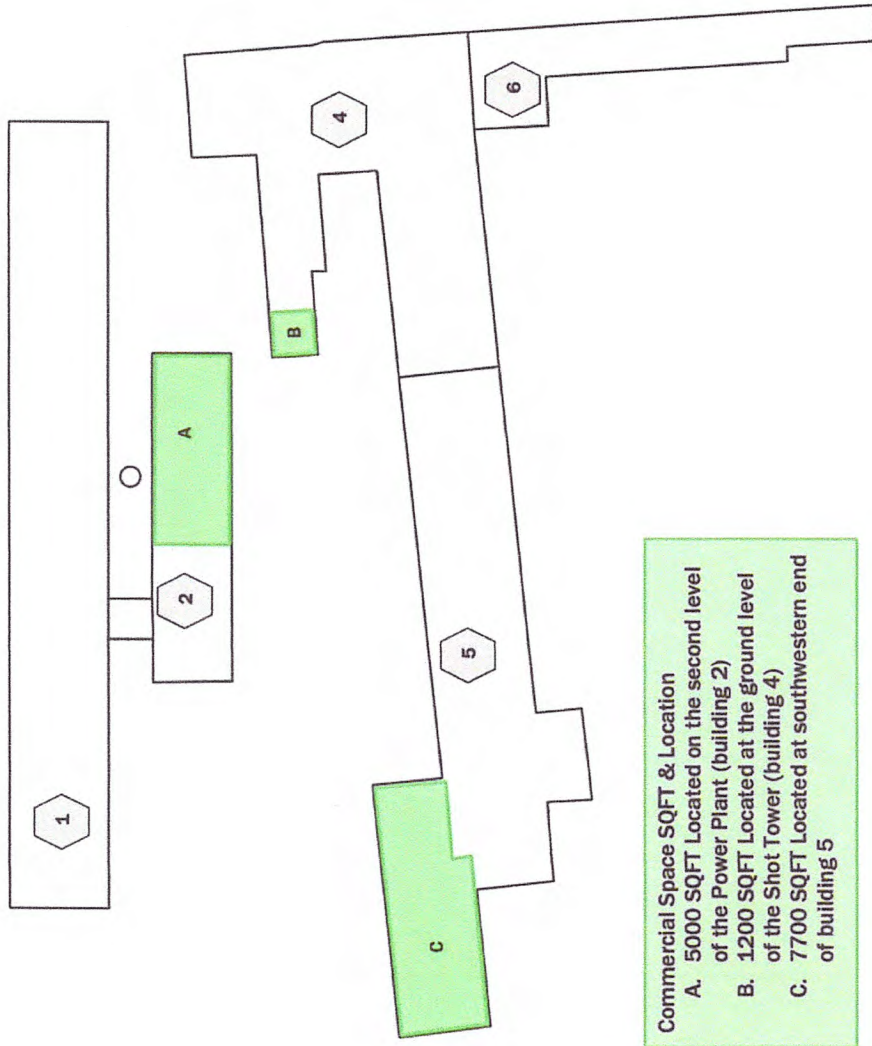 1
2
A
B
4
6
5
C
Commercial Space SQFT & Location
A. 5000 SQFT Located on the second level
of the Power Plant (building 2)
B. 1200 SQFT Located at the ground level
of the Shot Tower (building 4)
C. 7700 SQFT Located at southwestern end
of building 5